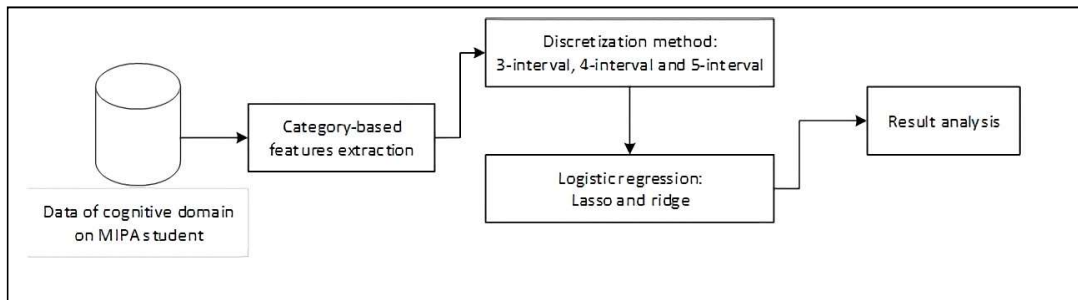 Data of cognitive domain
on MIPA student
Category-based
features extraction
Discretization method:
3-interval, 4-interval and 5-interval
Logistic regression:
Lasso and ridge
Result analysis